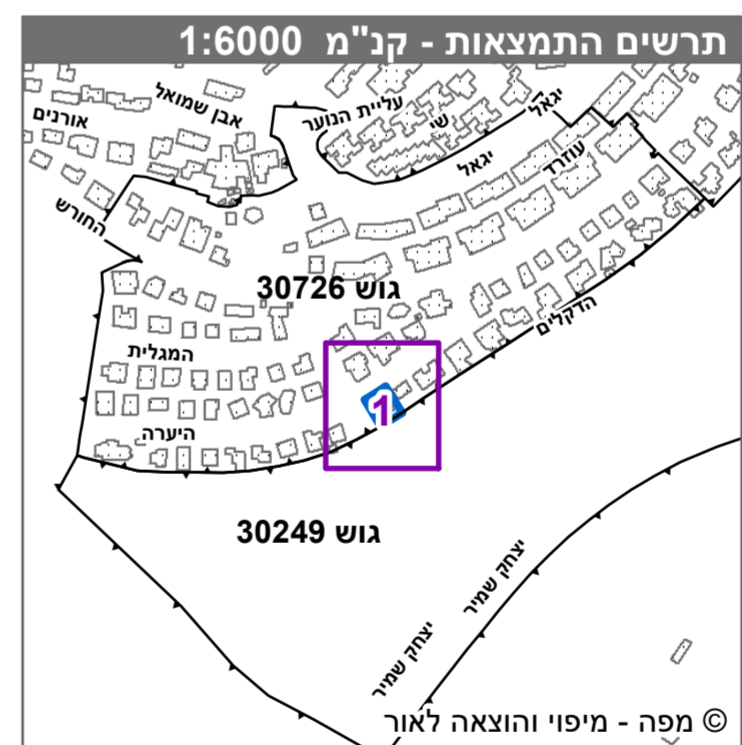 תרשים התמצאות - קנ"מ 1:6000
אבן שמואל
עליית הנוער
יגאל
אורנים
שי
יגאל
עוזרד
החורש
גוש 30726
הדקלים
המגלית
1
היערה
גוש 30249
יצחק שמיר
יצחק שמיר
© מפה - מיפוי והוצאה לאור